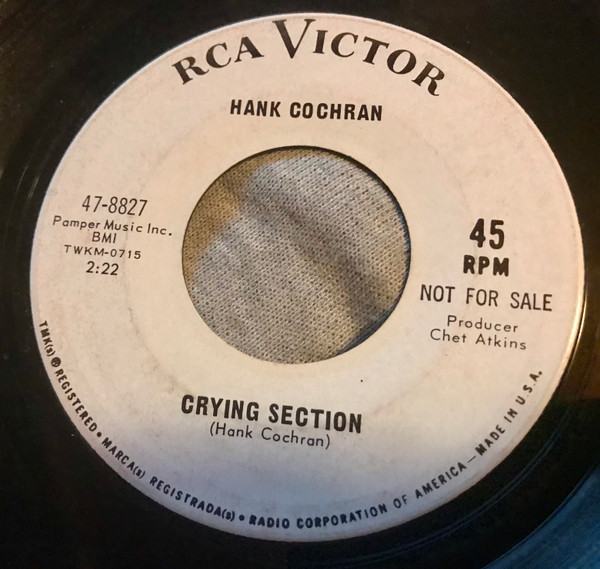 RCA VICTOR
HANK COCHRAN
47-8827
Pamper Music Inc.
BMI
TWKM-0715
2:22
45
RPM
NOT FOR SALE
Producer
Chet Atkins
CRYING SECTION
(Hank Cochran)
TMK(s) ® REGISTERED • MARCA(s) REGISTRADA(s) • RADIO CORPORATION OF AMERICA—MADE IN U.S.A.